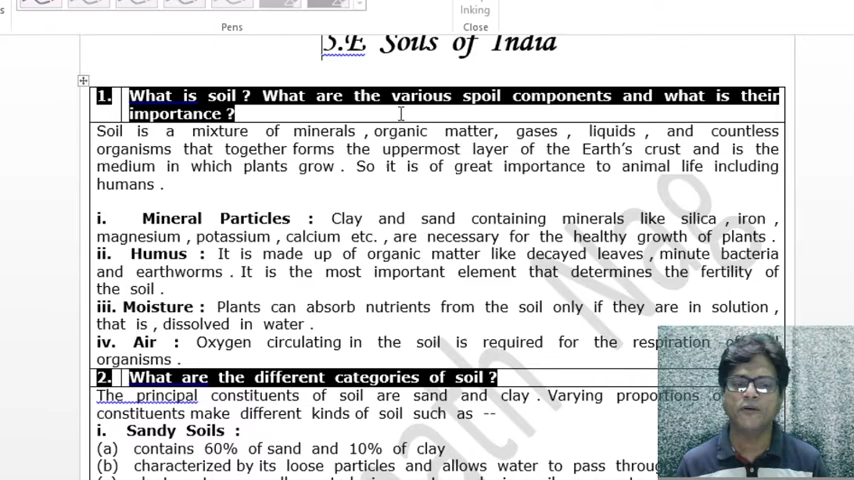 Inking
Pens
Close
5.E Soils of India
1. What is soil ? What are the various spoil components and what is their
importance ?
Soil is a mixture of minerals , organic matter, gases , liquids , and countless
organisms that together forms the uppermost layer of the Earth's crust and is the
medium in which plants grow . So it is of great importance to animal life including
humans .
i. Mineral Particles : Clay and sand containing minerals like silica , iron ,
magnesium , potassium , calcium etc. , are necessary for the healthy growth of plants .
ii. Humus : It is made up of organic matter like decayed leaves , minute bacteria
and earthworms . It is the most important element that determines the fertility of
the soil .
iii. Moisture : Plants can absorb nutrients from the soil only if they are in solution ,
that is , dissolved in water .
iv. Air : Oxygen circulating in the soil is required for the respiration
organisms .
2. What are the different categories of soil ?
The principal constituents of soil are sand and clay . Varying proportions
constituents make different kinds of soil such as --
i. Sandy Soils :
(a) contains 60% of sand and 10% of clay
(b) characterized by its loose particles and allows water to pass